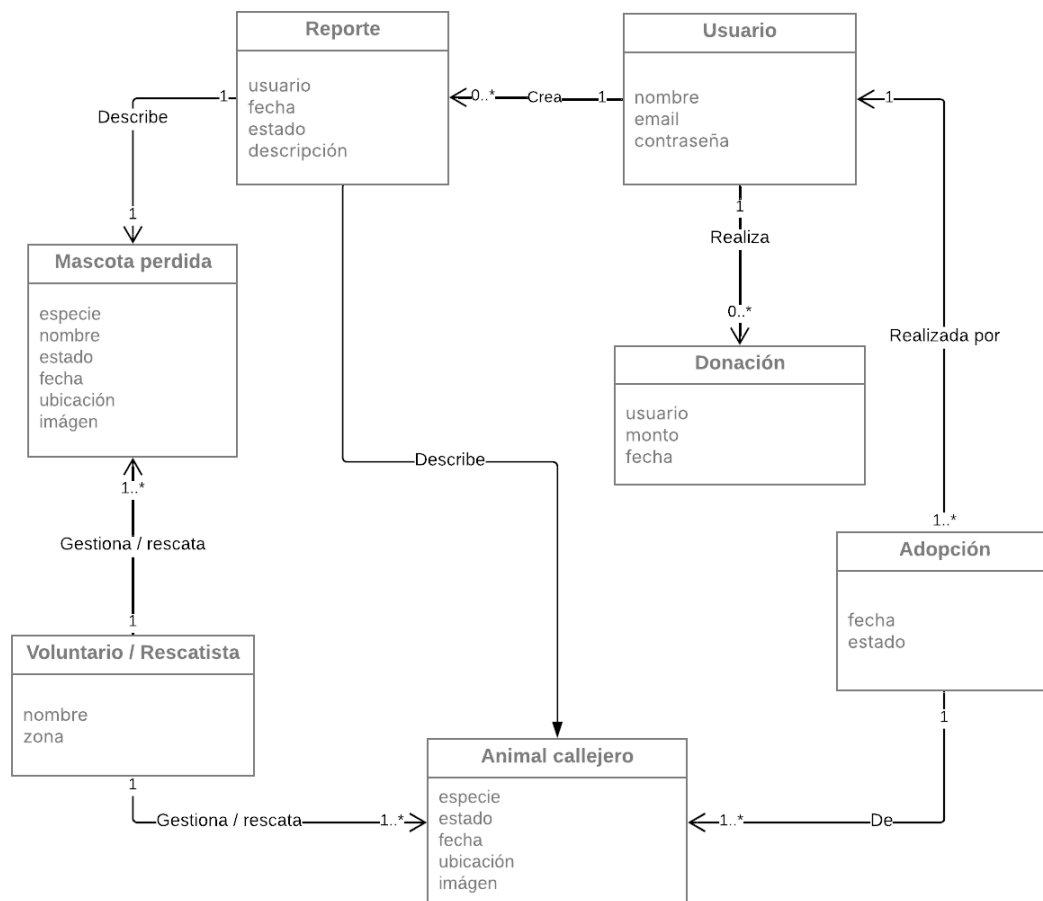 Reporte
usuario
fecha
estado
descripción
Usuario
nombre
email
contraseña
0..*
Crea
1
1
Describe
1
1
Realiza
0..*
1
Realizada por
1..*
Mascota perdida
especie
nombre
estado
fecha
ubicación
imágen
Donación
usuario
monto
fecha
Describe
1..*
Gestiona / rescata
1
Adopción
fecha
estado
Voluntario / Rescatista
nombre
zona
1
Gestiona / rescata
1..*
Animal callejero
especie
estado
fecha
ubicación
imágen
1
De
1..*